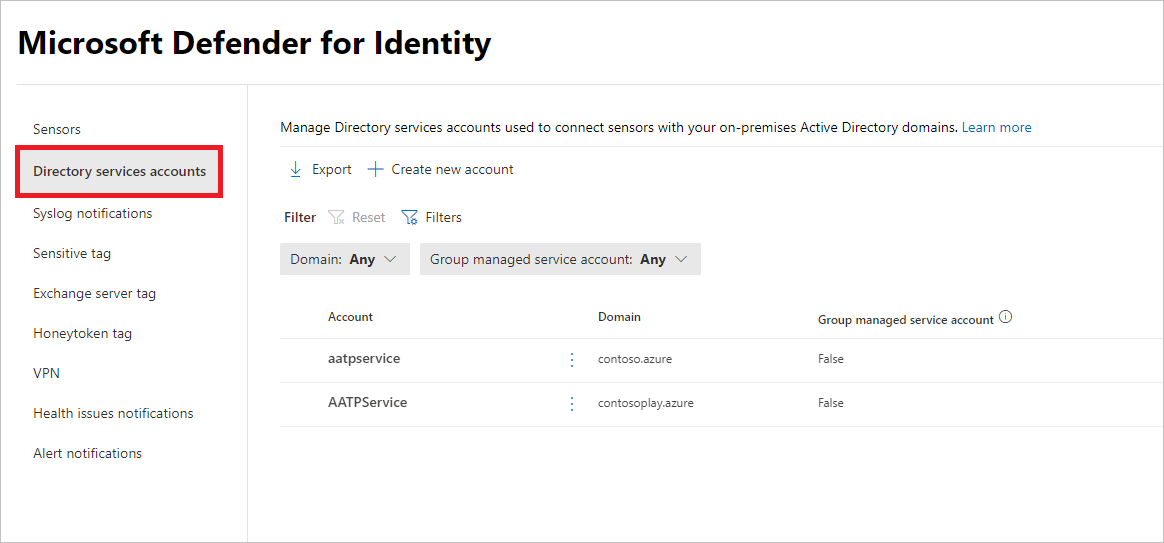 Microsoft Defender for Identity
Sensors
Directory services accounts
Syslog notifications
Sensitive tag
Exchange server tag
Honeytoken tag
VPN
Health issues notifications
Alert notifications
Manage Directory services accounts used to connect sensors with your on-premises Active Directory domains. Learn more
Export Create new account
Filter Reset Filters
Domain: Any Group managed service account: Any
Account Domain Group managed service account
aatpservice contoso.azure False
AATPService contosoplay.azure False